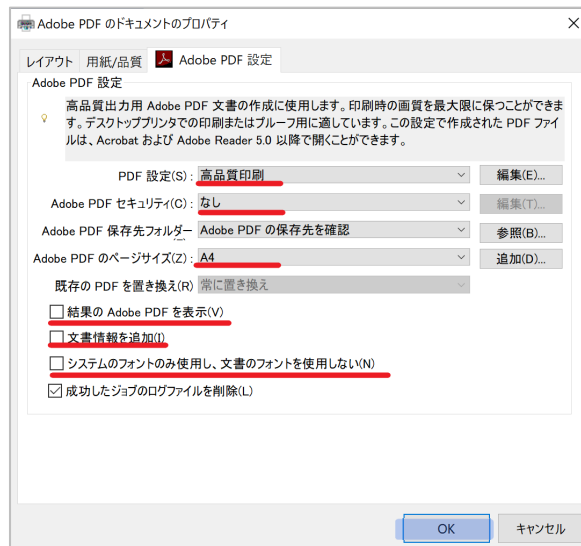 Adobe PDF のドキュメントのプロパティ
レイアウト 用紙/品質 Adobe PDF 設定
Adobe PDF 設定
高品質出力用 Adobe PDF 文書の作成に使用します。印刷時の画質を最大限に保つことができま
す。デスクトッププリンタでの印刷またはプルーフ用に適しています。この設定で作成された PDF ファイ
ルは、Acrobat および Adobe Reader 5.0 以降で開くことができます。
PDF 設定(S): 高品質印刷 編集(E)...
Adobe PDF セキュリティ(C): なし 編集(T)...
Adobe PDF 保存先フォルダー Adobe PDF の保存先を確認 参照(B)...
Adobe PDF のページサイズ(Z): A4 追加(D)...
既存の PDF を置き換え(R) 常に置き換え
結果の Adobe PDF を表示(V)
文書情報を追加(I)
システムのフォントのみ使用し、文書のフォントを使用しない(N)
成功したジョブのログファイルを削除(L)
OK キャンセル